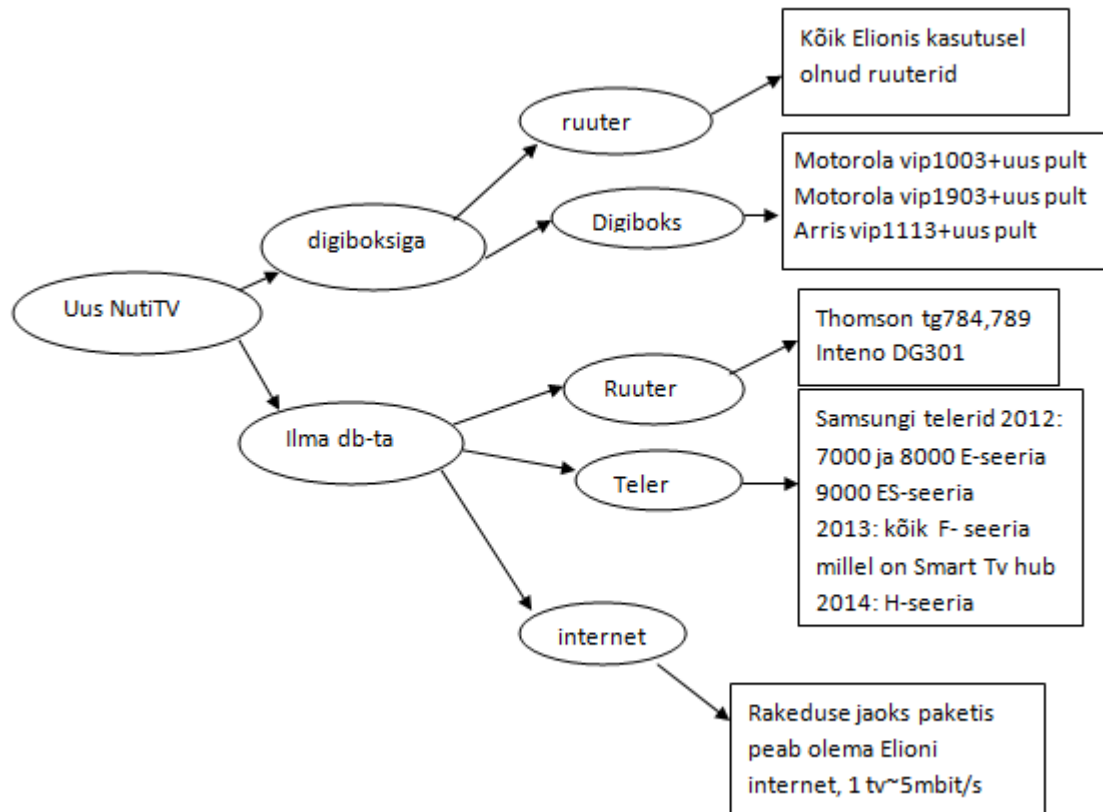 Kõik Elionis kasutusel
olnud ruuterid
ruuter
Motorola vip1003+uus pult
Motorola vip1903+uus pult
Arris vip1113+uus pult
Digiboks
digiboksiga
Uus NutiTV
Thomson tg784,789
Inteno DG301
Ruuter
Ilma db-ta
Samsungi telerid 2012:
7000 ja 8000 E-seeria
9000 ES-seeria
2013: kõik F- seeria
millel on Smart Tv hub
2014: H-seeria
Teler
internet
Rakeduse jaoks paketis
peab olema Elioni
internet, 1 tv~5mbit/s